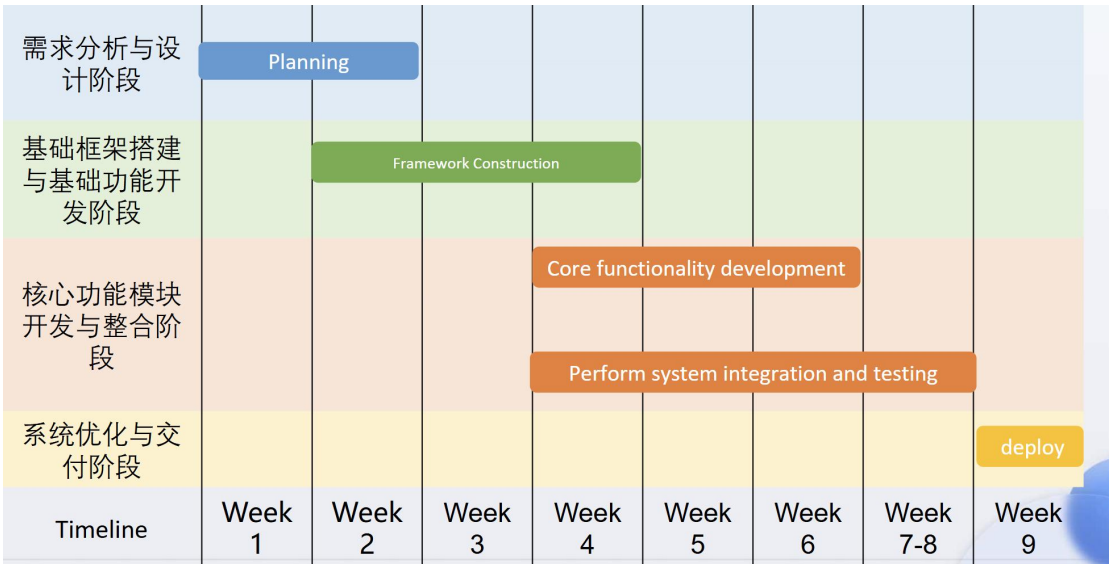 需求分析与设
计阶段
Planning
基础框架搭建
与基础功能开
发阶段
Framework Construction
核心功能模块
开发与整合阶
段
Core functionality development
Perform system integration and testing
系统优化与交
付阶段
deploy
Timeline
Week
1
Week
2
Week
3
Week
4
Week
5
Week
6
Week
7-8
Week
9